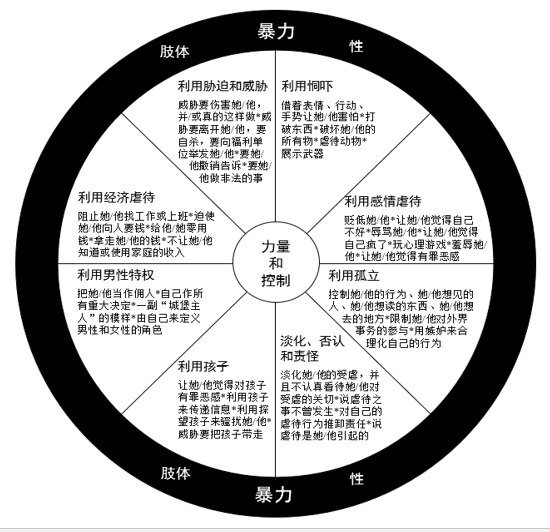 暴力
肢体
性
利用胁迫和威胁
威胁要伤害她/他，
并/或真的这样做*威
胁要离开她/他，要
自杀，要向福利单
位举发她/他*要她/
他撤销告诉*要她/
他做非法的事
利用恫吓
借着表情、行动、
手势让她/他害怕*打
破东西*破坏她/他的
所有物*虐待动物*
展示武器
利用经济虐待
阻止她/他找工作或上班*迫使
她/他向人要钱*给他/她零用
钱*拿走她/他的钱*不让她/他
知道或使用家庭的收入
利用感情虐待
贬低她/他*让她/他觉得自己
不好*辱骂她/他*让她/他觉得
自己疯了*玩心理游戏*羞辱她/
他*让她/他觉得有罪恶感
力量
和
控制
利用男性特权
把她/他当作佣人*自己作所
有重大决定*一副“城堡主
人”的模样*由自己来定义
男性和女性的角色
利用孤立
控制她/他的行为、她/他想见的
人、她/他想读的东西、她/他想
去的地方*限制她/他对外界
事务的参与*用嫉妒来合
理化自己的行为
利用孩子
让她/他觉得对孩子
有罪恶感*利用孩子
来传递信息*利用探
望孩子来骚扰她/他*
威胁要把孩子带走
淡化、否认
和责怪
淡化她/他的受虐，并
且不认真看待她/他对
受虐的关切*说虐待之
事不曾发生*对自己的
虐待行为推卸责任*说
虐待是她/他引起的
肢体
性
暴力